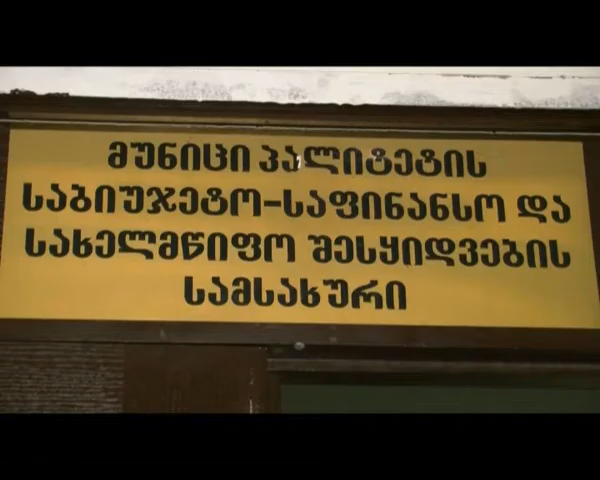 მუნიციპალიტეტის
საბიუჯეტო-საფინანსო და
სახელმწიფო შესყიდვების
სამსახური